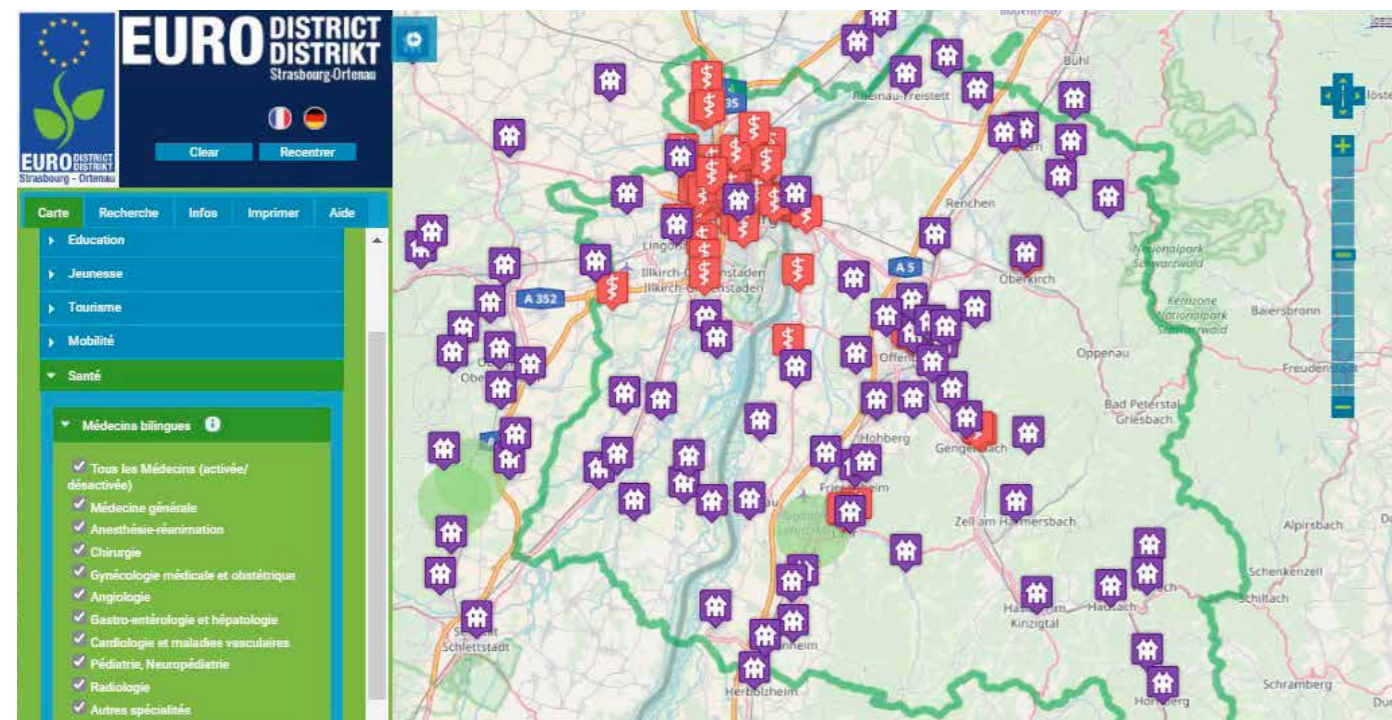 EURO DISTRICT
DISTRIKT
Strasbourg-Ortenau
EURO DISTRICT
DISTRIKT
Strasbourg - Ortenau
Clear
Recentrer
Carte
Recherche
Infos
Imprimer
Aide
Education
Jeunesse
Tourisme
Mobilité
Santé
Médecins bilingues
Tous les Médecins (activée/
désactivée)
Médecine générale
Anesthésie-réanimation
Chirurgie
Gynécologie médicale et obstétrique
Angiologie
Gastro-entérologie et hépatologie
Cardiologie et maladies vasculaires
Pédiatrie, Neuropédiatrie
Radiologie
Autres spécialités
Bühl
Rheinau-Freistett
35
Renchen
Nationalpark
Schwarzwald
A 5
Oberkirch
A 352
Kernzone
Nationalpark
Schwarzwald
Baiersbronn
Oppenau
Bad Peterstal-
Griesbach
Hohberg
Zell am Harmersbach
Alpirsbach
Schenkenzell
Schiltach
Kinzigtal
Schlettstadt
Herbolzheim
Schramberg